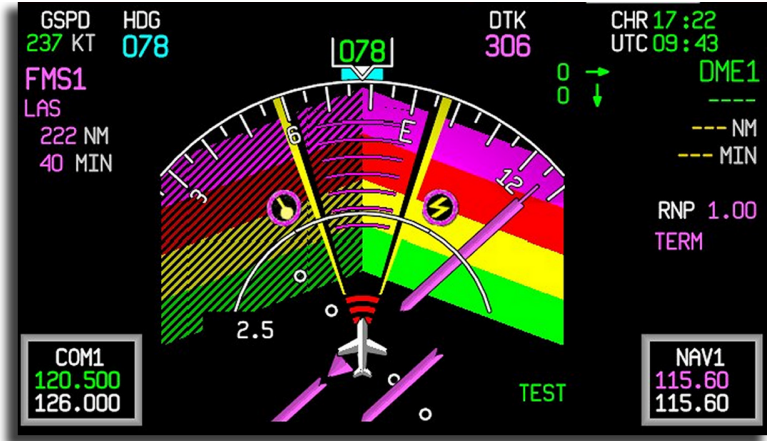 GSPD
237 KT
HDG
078
078
DTK
306
CHR 17:22
UTC 09:43
FMS1
LAS
222 NM
40 MIN
0
0
DME1
----
--- NM
--- MIN
3
6
E
12
RNP 1.00
TERM
2.5
COM1
120.500
126.000
TEST
NAV1
115.60
115.60